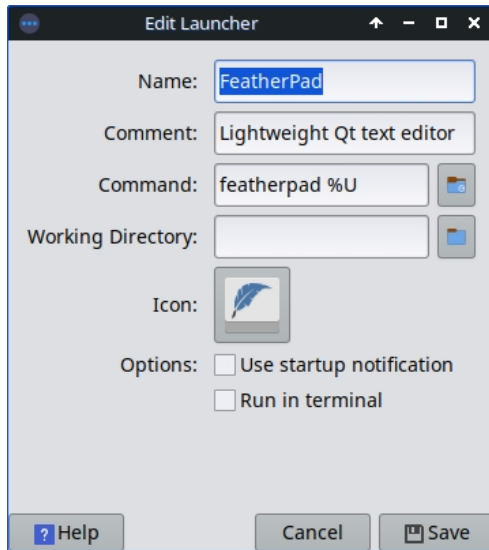 Edit Launcher
Name: FeatherPad
Comment: Lightweight Qt text editor
Command: featherpad %U
Working Directory:
Icon:
Options: Use startup notification
Run in terminal
? Help Cancel Save